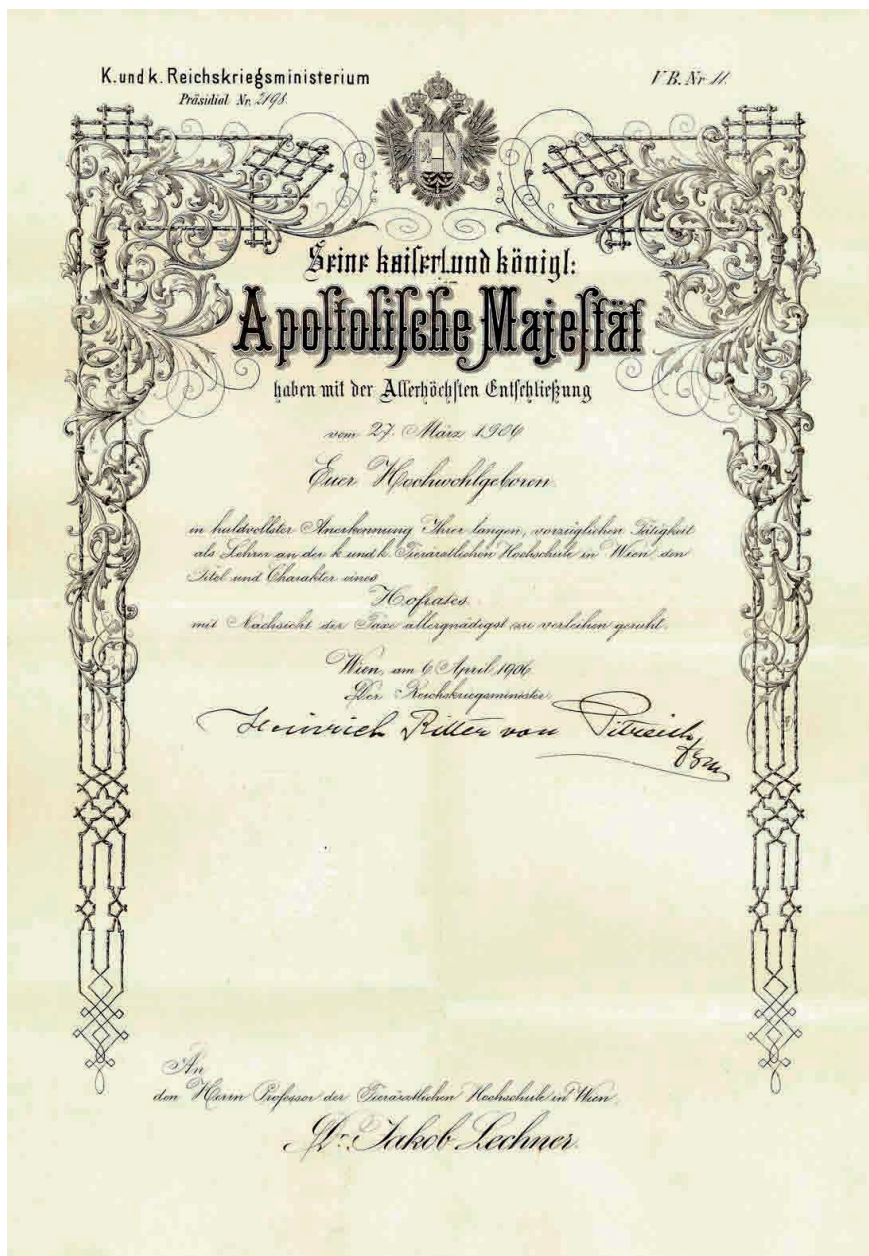 K. und k. Reichskriegsministerium
Präsidial Nr. 2198.
V B. Nr 11.
Seine kaiserl. und königl:
Apostolische Majestät
haben mit der Allerhöchsten Entschließung
vom 27. März 1906
Euer Hochwohlgeboren
in huldvollster Anerkennung Ihrer langen, vorzüglichen Tätigkeit
als Lehrer an der k. und k. Tierärztlichen Hochschule in Wien den
Titel und Charakter eines
Hofrates
mit Nachsicht der Taxe allergnädigst zu verleihen geruht.
Wien, am 6. April 1906.
Der Reichskriegsminister
Heinrich Ritter von Pitreich
FZM
An
den Herrn Professor der Tierärztlichen Hochschule in Wien,
Dr. Jakob Lechner.